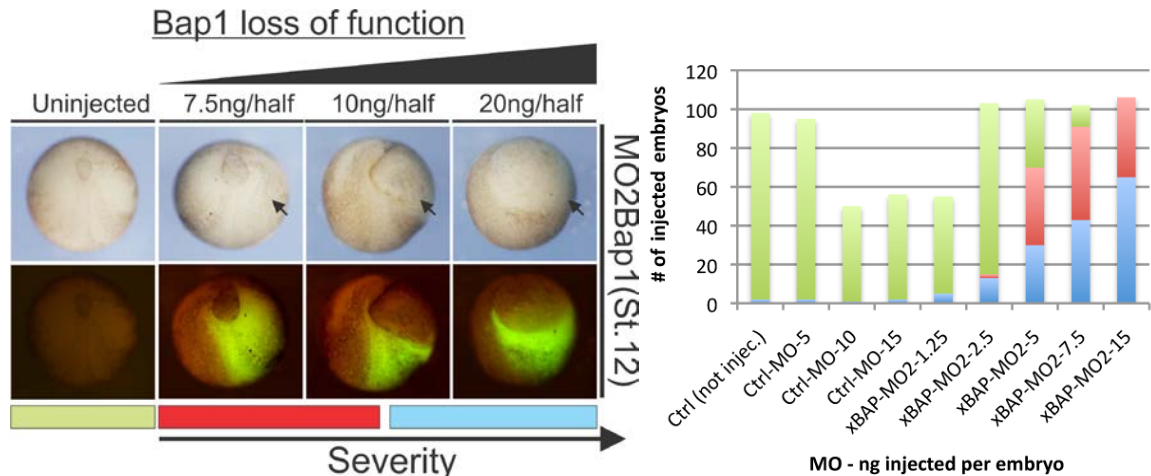 Bap1 loss of function
Uninjected 7.5ng/half 10ng/half 20ng/half
MO2Bap1(St.12)
Severity
# of injected embryos
120
100
80
60
40
20
0
Ctrl (not injec.)
Ctrl-MO-5
Ctrl-MO-10
Ctrl-MO-15
xBAP-MO2-1.25
xBAP-MO2-2.5
xBAP-MO2-5
xBAP-MO2-7.5
xBAP-MO2-15
MO - ng injected per embryo